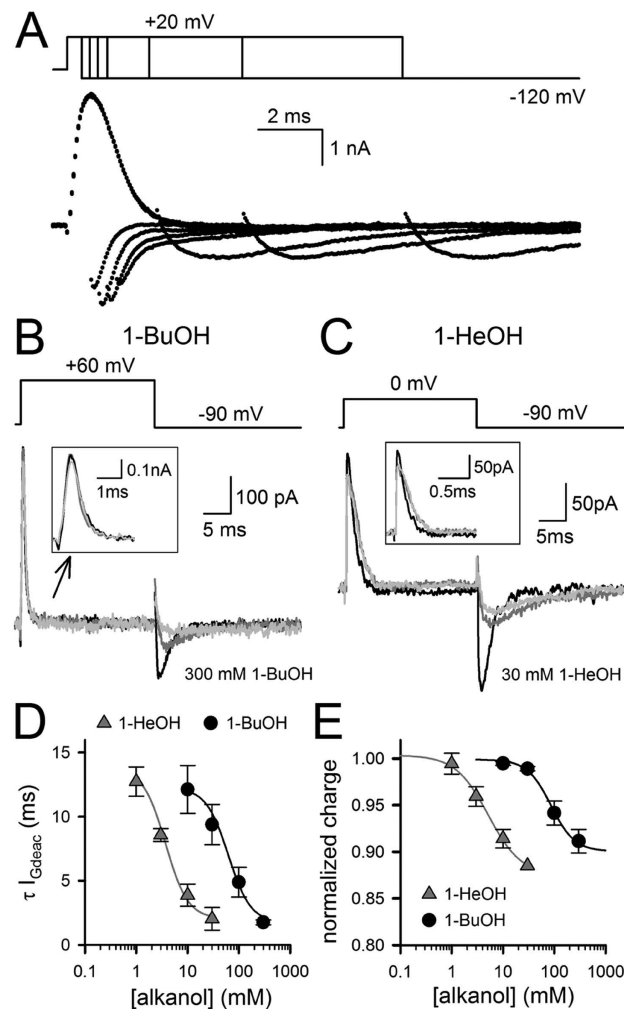 A
+20 mV
-120 mV
2 ms
1 nA
B
1-BuOH
C
1-HeOH
+60 mV
-90 mV
0 mV
-90 mV
0.1nA
1ms
100 pA
5 ms
300 mM 1-BuOH
50pA
0.5ms
50pA
5ms
30 mM 1-HeOH
D
1-HeOH
1-BuOH
15
10
5
0
τ I Gdeac (ms)
0.1
1
10
100
1000
[alkanol] (mM)
E
1.00
0.95
0.90
0.85
0.80
normalized charge
1-HeOH
1-BuOH
0.1
1
10
100
1000
[alkanol] (mM)